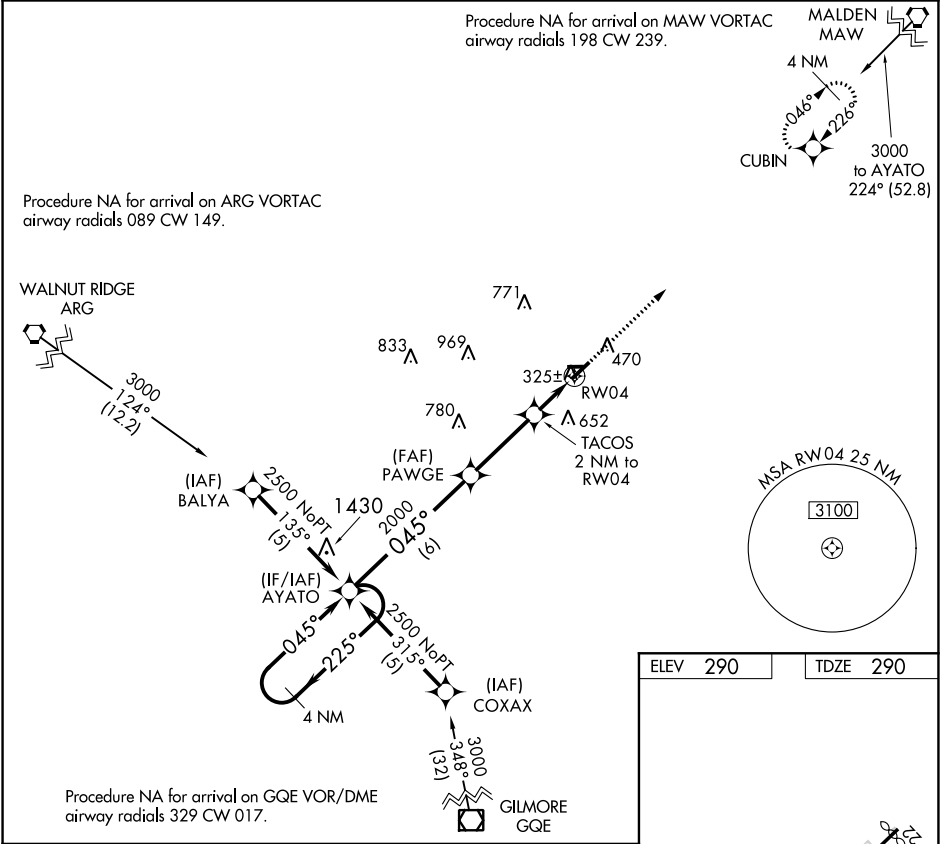 Procedure NA for arrival on MAW VORTAC
airway radials 198 CW 239.
MALDEN
MAW
4 NM
046°
226°
CUBIN
3000
to AYATO
224° (52.8)
Procedure NA for arrival on ARG VORTAC
airway radials 089 CW 149.
WALNUT RIDGE
ARG
3000
124°
(12.2)
771
833
969
470
325±
RW04
780
652
TACOS
2 NM to
RW04
(FAF)
PAWGE
MSA RW04 25 NM
3100
(IAF)
BALYA
2500 NoPT
135°
(5)
1430
2000
045°
(6)
(IF/IAF)
AYATO
045°
225°
4 NM
2500 NoPT
315°
(5)
(IAF)
COXAX
3000
348°
(32)
GILMORE
GQE
Procedure NA for arrival on GQE VOR/DME
airway radials 329 CW 017.
ELEV 290
TDZE 290
22